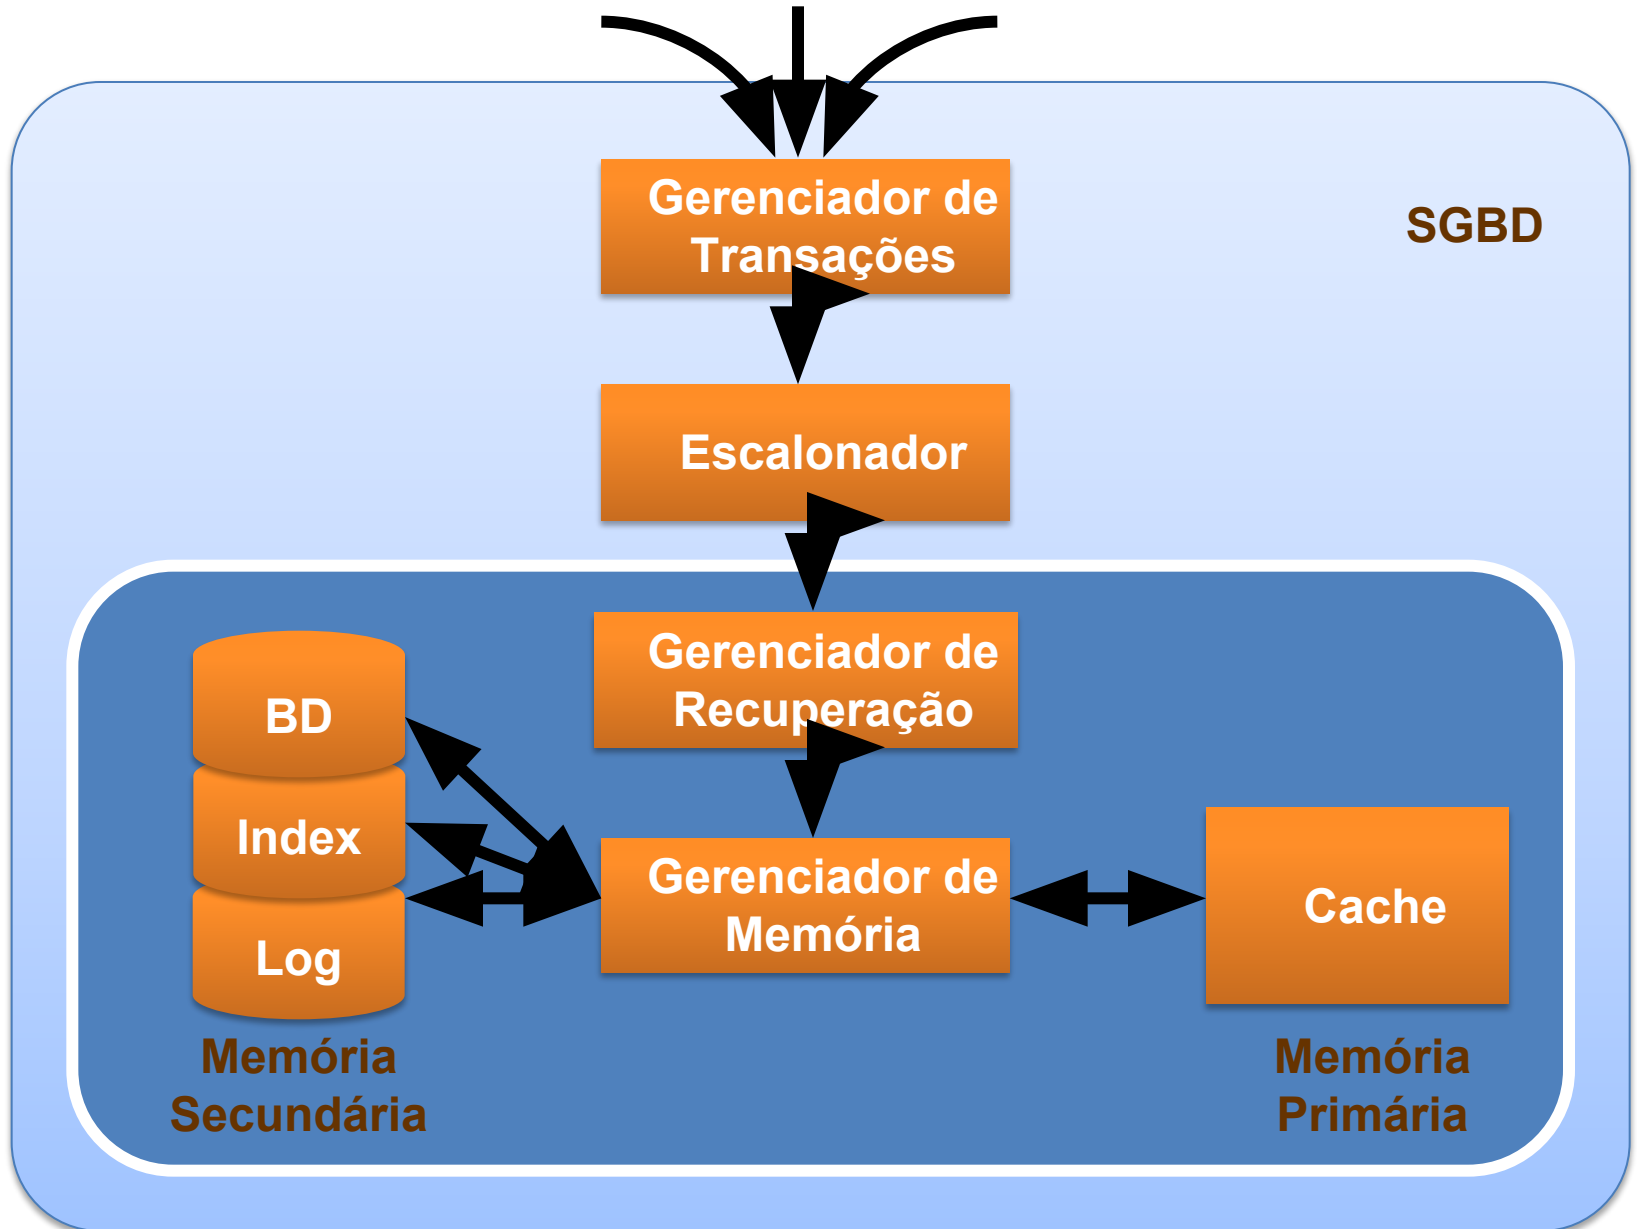 Gerenciador de
Transações
SGBD
Escalonador
Gerenciador de
Recuperação
BD
Index
Log
Gerenciador de
Memória
Cache
Memória
Secundária
Memória
Primária